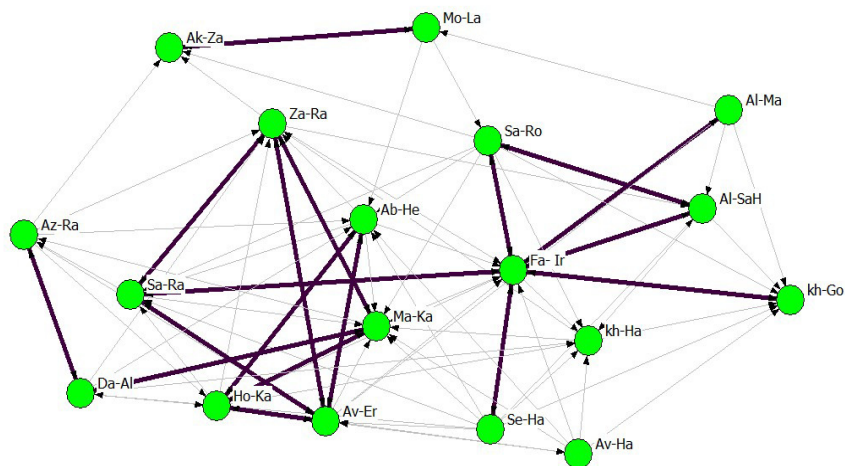 Mo-La
Ak-Za
Al-Ma
Za-Ra
Sa-Ro
Al-SaH
Ab-He
Az-Ra
Fa- Ir
Sa-Ra
kh-Go
Ma-Ka
kh-Ha
Da-Al
Ho-Ka
Av-Er
Se-Ha
Av-Ha